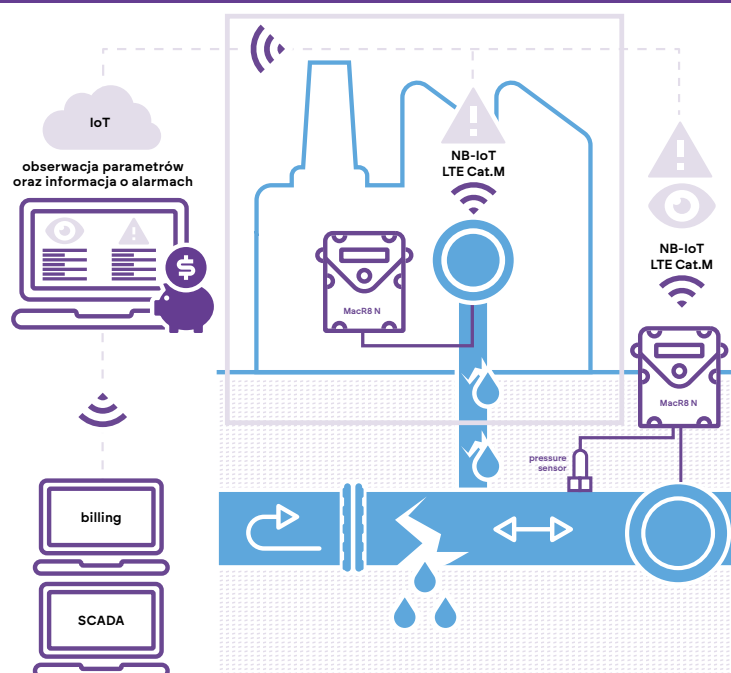 IoT
obserwacja parametrów
oraz informacja o alarmach
$
NB-IoT
LTE Cat.M
MacR8 N
NB-IoT
LTE Cat.M
MacR8 N
pressure
sensor
billing
SCADA